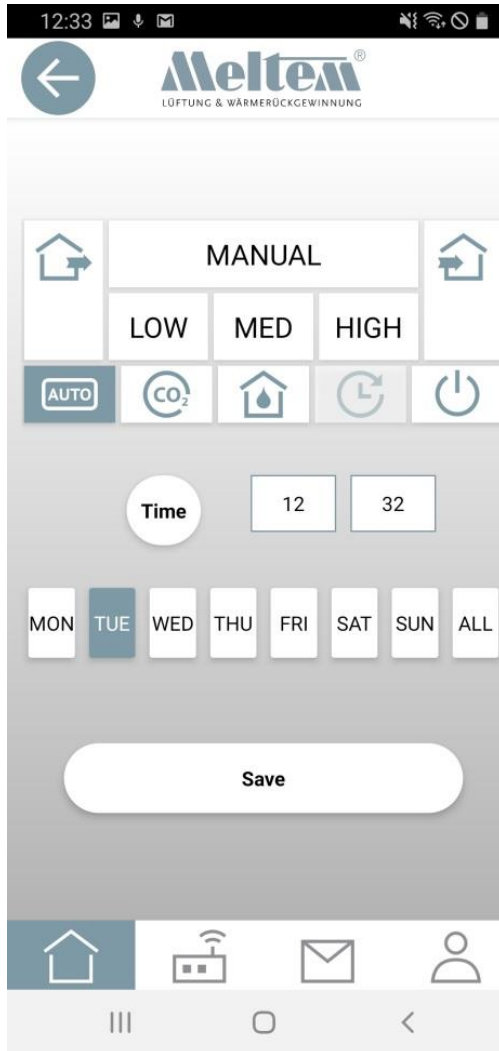 12:33
Meltem®
LÜFTUNG & WÄRMERÜCKGEWINNUNG
MANUAL
LOW MED HIGH
AUTO CO₂
Time 12 32
MON TUE WED THU FRI SAT SUN ALL
Save